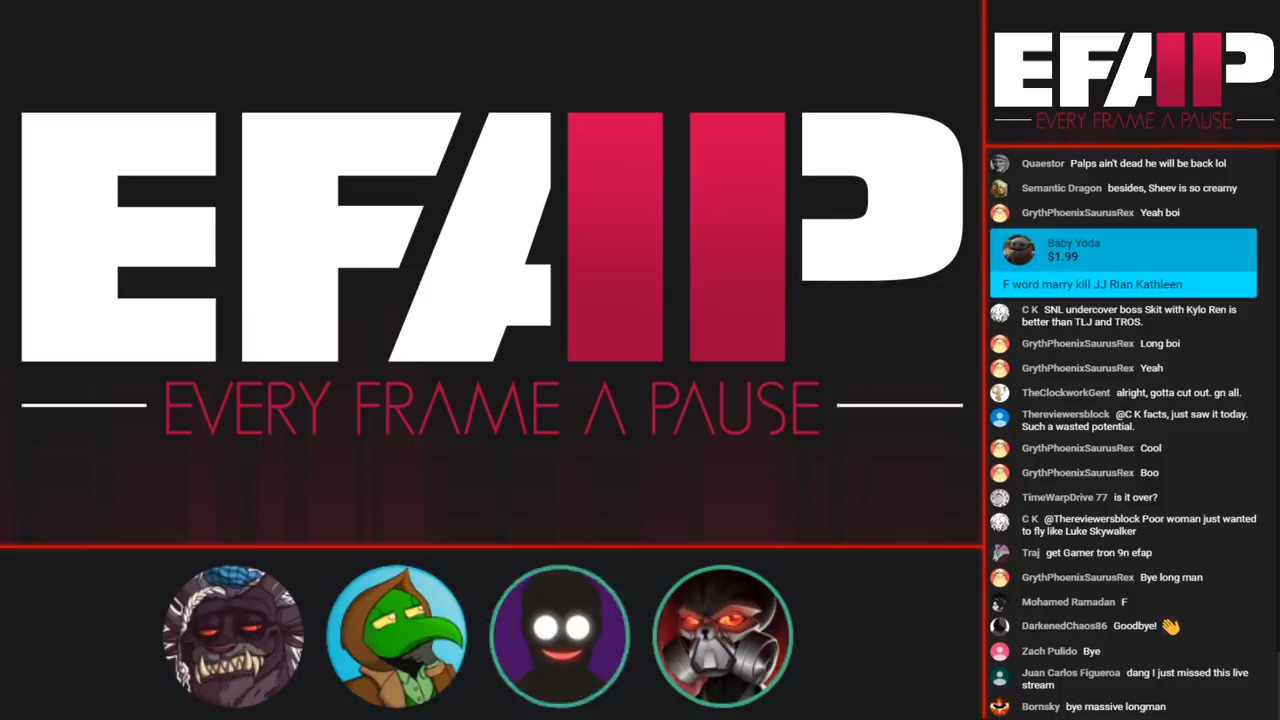 EFAP
EVERY FRAME A PAUSE
EFAP
EVERY FRAME A PAUSE
Quaestor Palps ain't dead he will be back lol
Semantic Dragon besides, Sheev is so creamy
GrythPhoenixSaurusRex Yeah boi
Baby Yoda
$1.99
F word marry kill JJ Rian Kathleen
C K SNL undercover boss Skit with Kylo Ren is
better than TLJ and TROS.
GrythPhoenixSaurusRex Long boi
GrythPhoenixSaurusRex Yeah
TheClockworkGent alright, gotta cut out. gn all.
Thereviewersblock @C K facts, just saw it today.
Such a wasted potential.
GrythPhoenixSaurusRex Cool
GrythPhoenixSaurusRex Boo
TimeWarpDrive 77 is it over?
C K @Thereviewersblock Poor woman just wanted
to fly like Luke Skywalker
Traj get Gamer tron 9n efap
GrythPhoenixSaurusRex Bye long man
Mohamed Ramadan F
DarkenedChaos86 Goodbye! 👋
Zach Pulido Bye
Juan Carlos Figueroa dang I just missed this live
stream
Bornsky bye massive longman